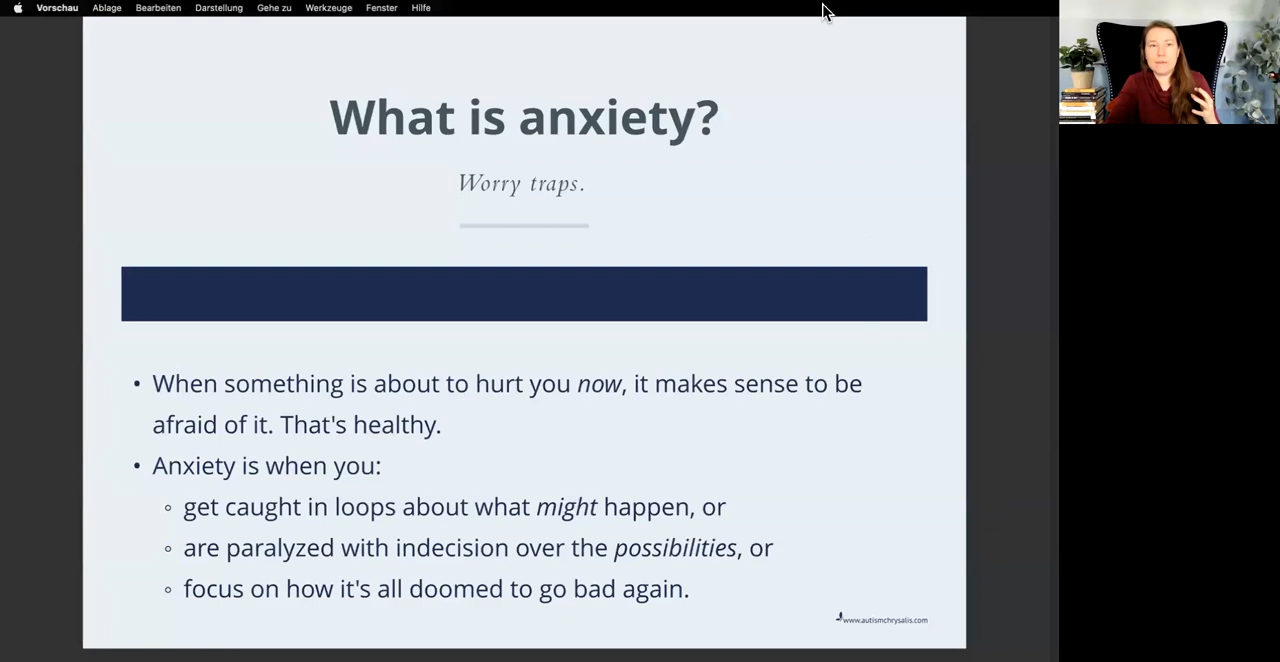 Vorschau Ablage Bearbeiten Darstellung Gehe zu Werkzeuge Fenster Hilfe
What is anxiety?
Worry traps.
• When something is about to hurt you now, it makes sense to be
afraid of it. That's healthy.
• Anxiety is when you:
◦ get caught in loops about what might happen, or
◦ are paralyzed with indecision over the possibilities, or
◦ focus on how it's all doomed to go bad again.
www.autismchrysalis.com